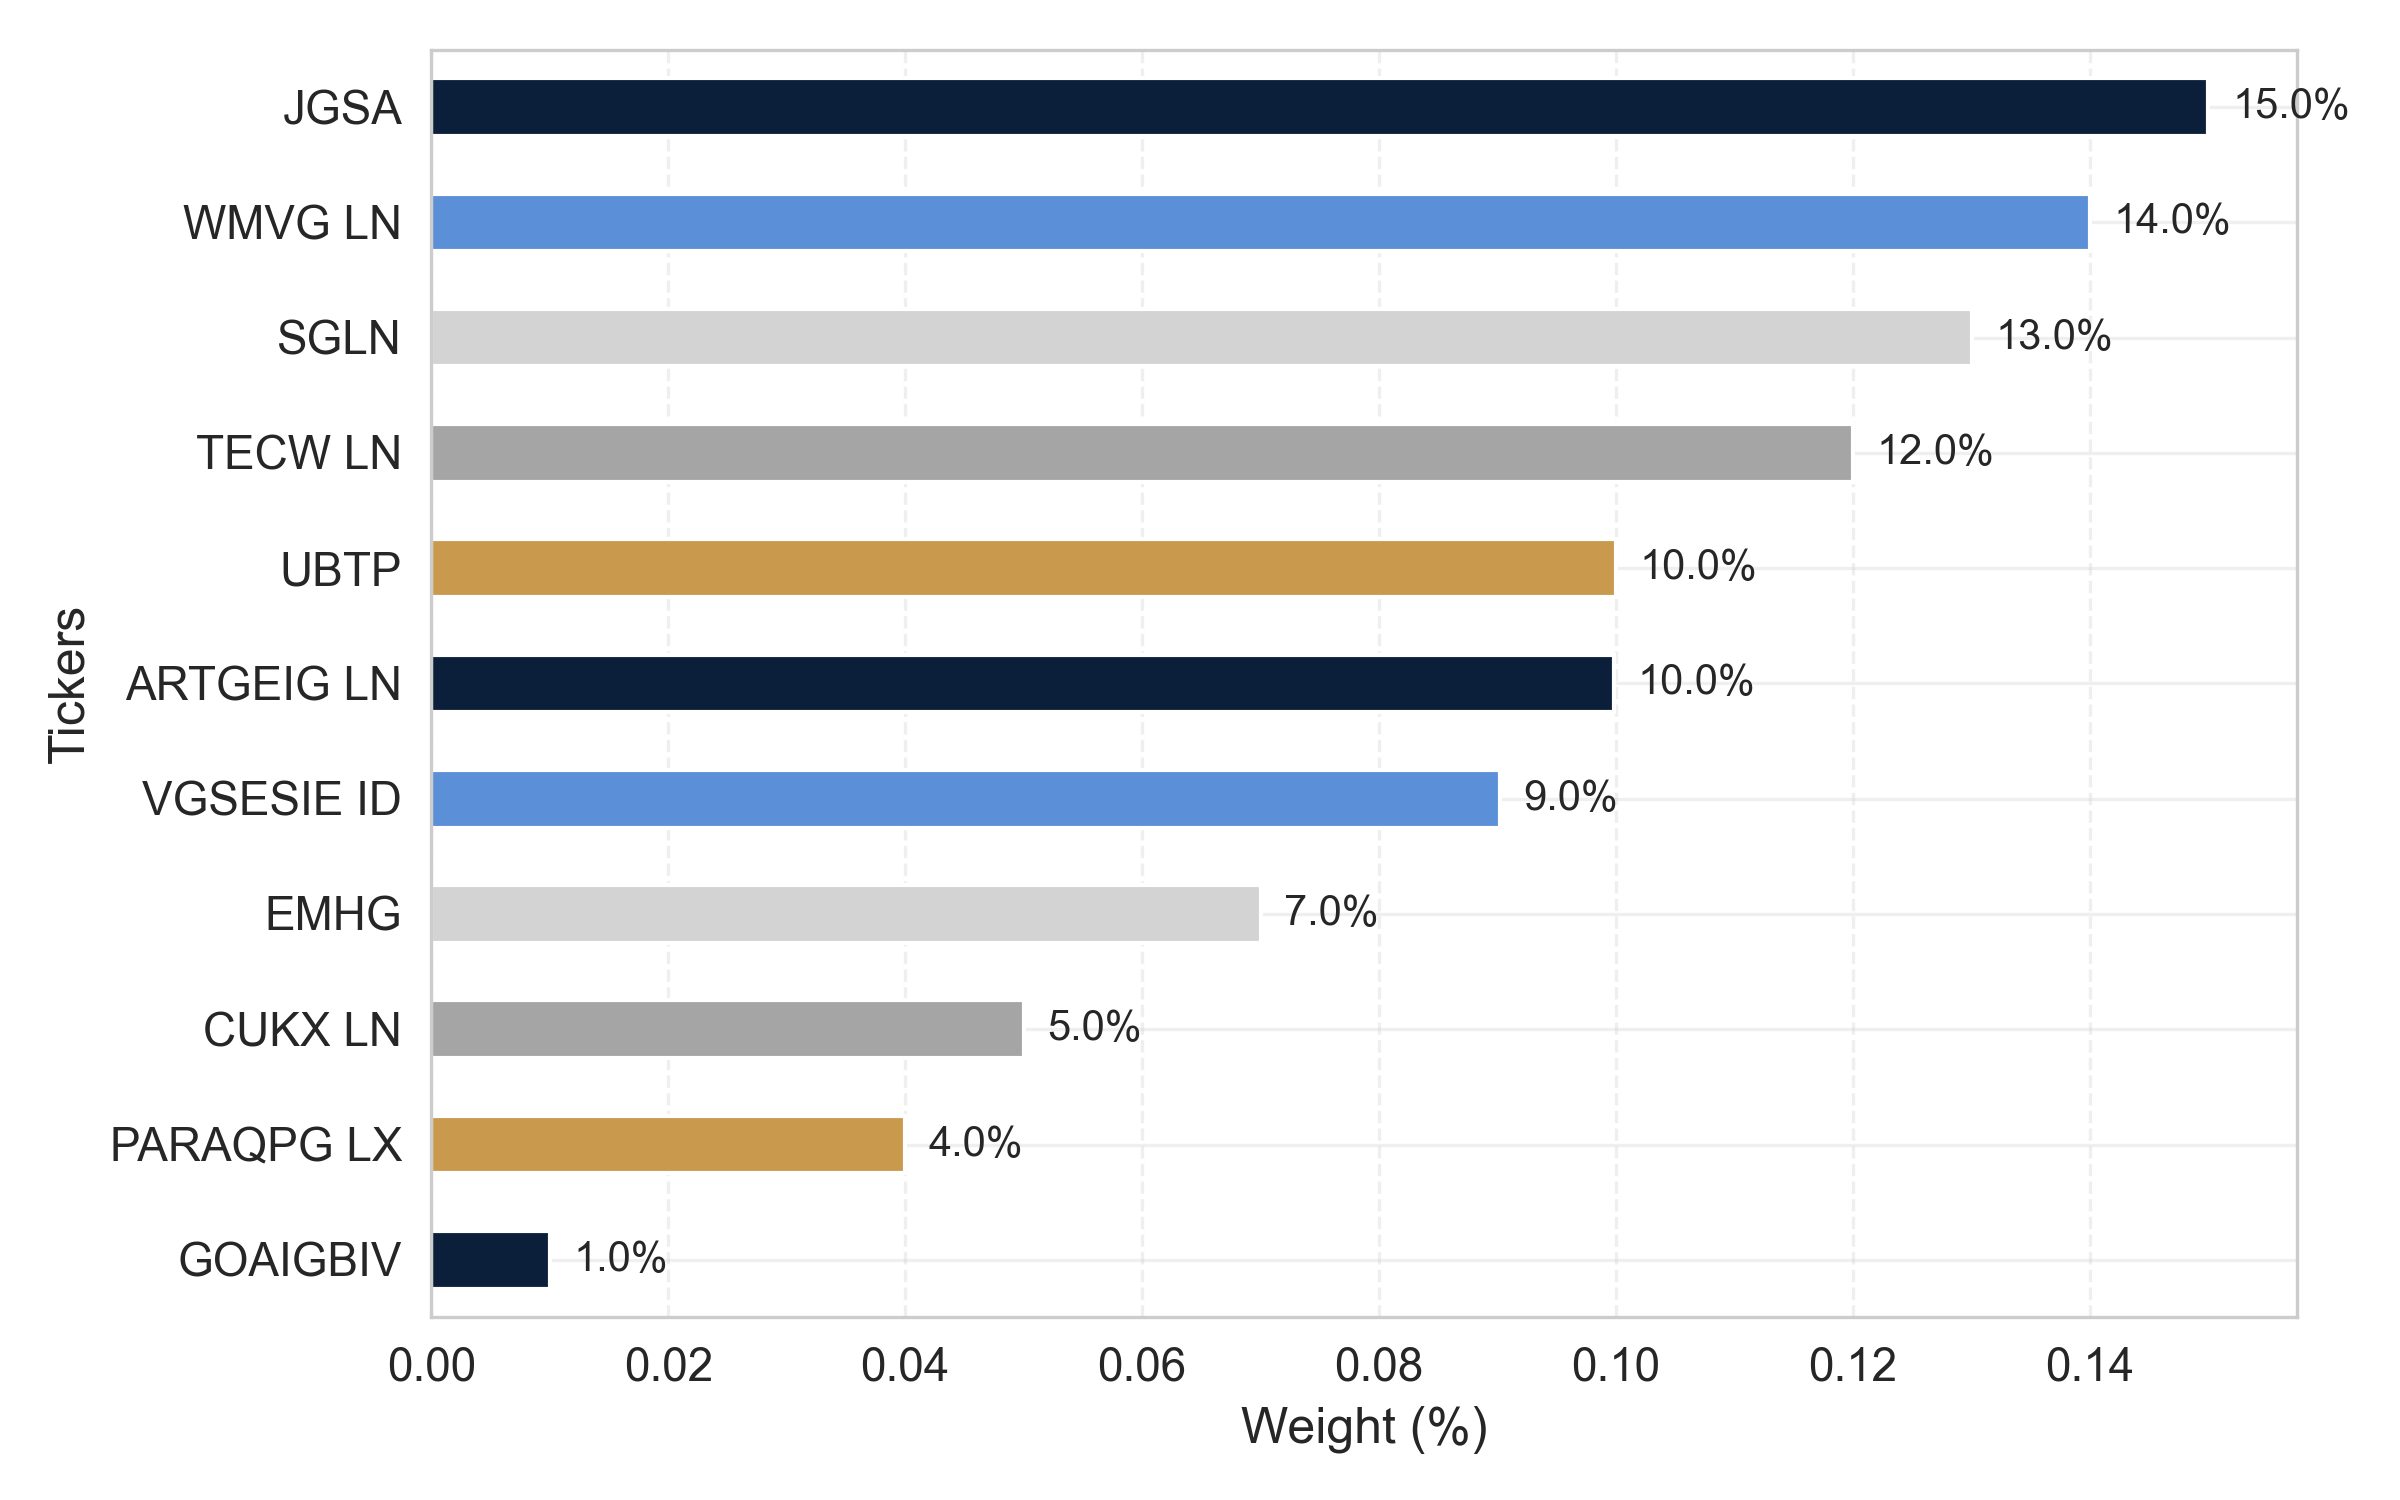 JGSA 15.0%
WMVG LN 14.0%
SGLN 13.0%
TECW LN 12.0%
UBTP 10.0%
ARTGEIG LN 10.0%
VGSESIE ID 9.0%
EMHG 7.0%
CUKX LN 5.0%
PARAQPG LX 4.0%
GOAIGBIV 1.0%
Tickers
0.00 0.02 0.04 0.06 0.08 0.10 0.12 0.14
Weight (%)